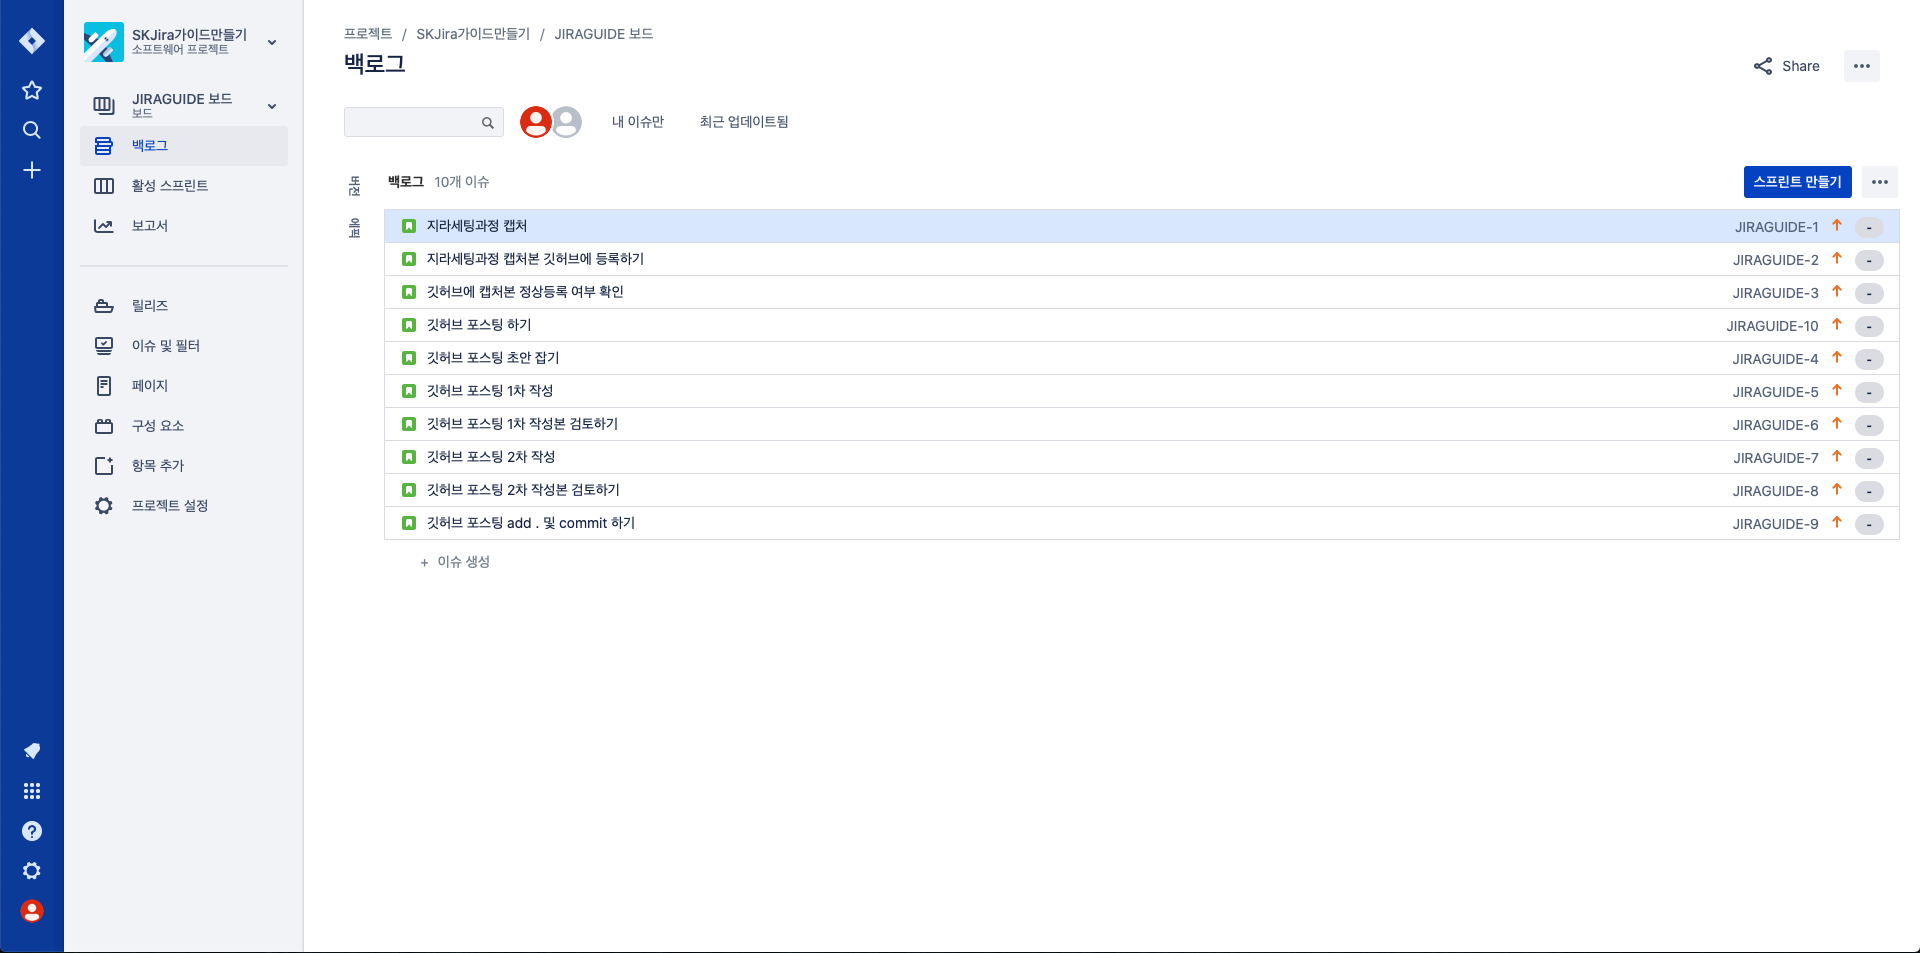 SKJira가이드만들기
소프트웨어 프로젝트
JIRAGUIDE 보드
보드
백로그
활성 스프린트
보고서
릴리즈
이슈 및 필터
페이지
구성 요소
항목 추가
프로젝트 설정
프로젝트 / SKJira가이드만들기 / JIRAGUIDE 보드
백로그
Share
내 이슈만 최근 업데이트됨
버전
에픽
백로그 10개 이슈
스프린트 만들기
지라세팅과정 캡처 JIRAGUIDE-1 -
지라세팅과정 캡처본 깃허브에 등록하기 JIRAGUIDE-2 -
깃허브에 캡처본 정상등록 여부 확인 JIRAGUIDE-3 -
깃허브 포스팅 하기 JIRAGUIDE-10 -
깃허브 포스팅 초안 잡기 JIRAGUIDE-4 -
깃허브 포스팅 1차 작성 JIRAGUIDE-5 -
깃허브 포스팅 1차 작성본 검토하기 JIRAGUIDE-6 -
깃허브 포스팅 2차 작성 JIRAGUIDE-7 -
깃허브 포스팅 2차 작성본 검토하기 JIRAGUIDE-8 -
깃허브 포스팅 add . 및 commit 하기 JIRAGUIDE-9 -
+ 이슈 생성